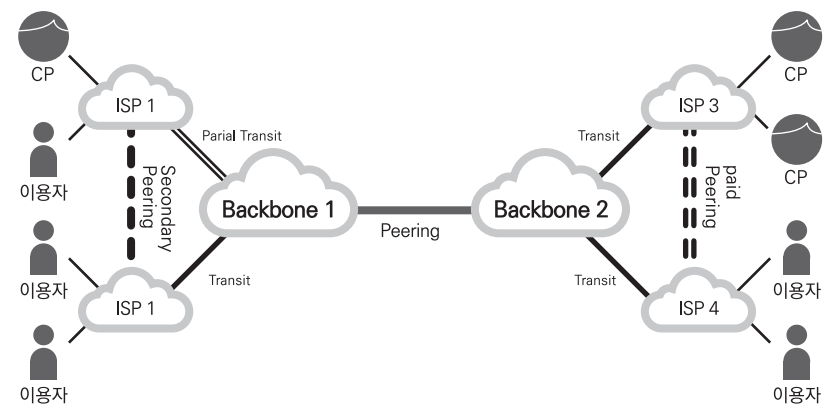 CP
ISP 1
Parial Transit
이용자
Secondary
Peering
이용자
ISP 1
Transit
이용자
Backbone 1
Peering
Backbone 2
CP
ISP 3
Transit
CP
paid
Peering
이용자
ISP 4
Transit
이용자